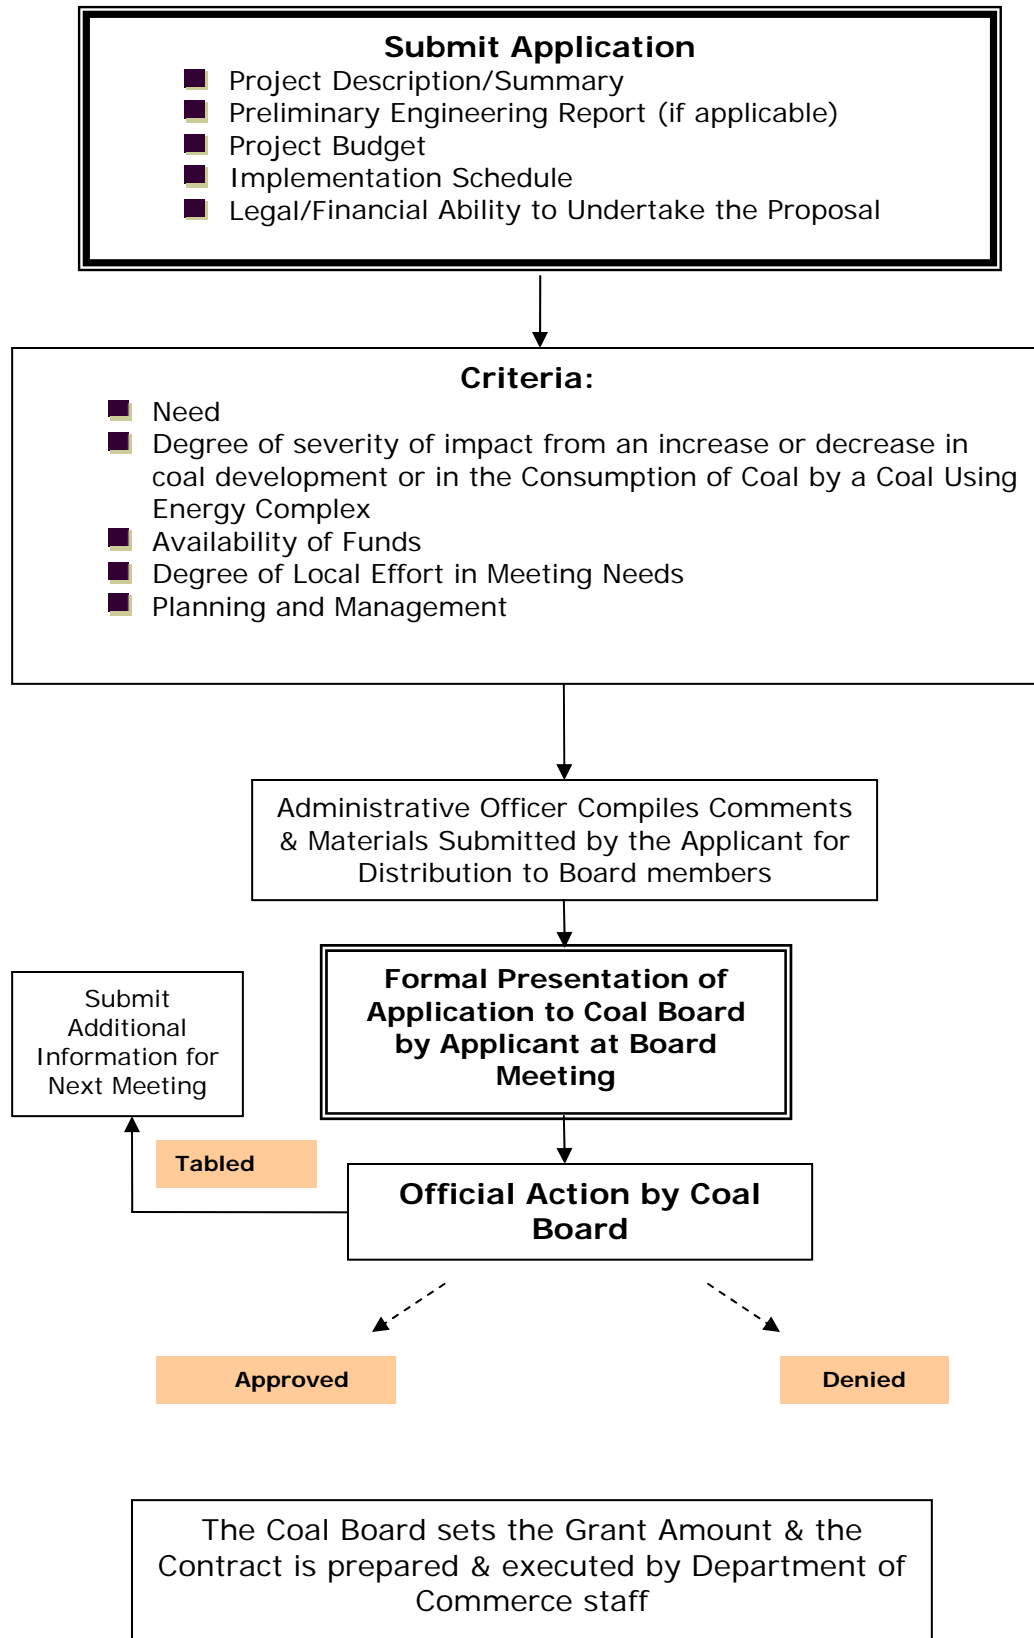 Submit Application
Project Description/Summary
Preliminary Engineering Report (if applicable)
Project Budget
Implementation Schedule
Legal/Financial Ability to Undertake the Proposal
Criteria:
Need
Degree of severity of impact from an increase or decrease in
coal development or in the Consumption of Coal by a Coal Using
Energy Complex
Availability of Funds
Degree of Local Effort in Meeting Needs
Planning and Management
Administrative Officer Compiles Comments
& Materials Submitted by the Applicant for
Distribution to Board members
Formal Presentation of
Application to Coal Board
by Applicant at Board
Meeting
Submit
Additional
Information for
Next Meeting
Tabled
Official Action by Coal
Board
Approved
Denied
The Coal Board sets the Grant Amount & the
Contract is prepared & executed by Department of
Commerce staff